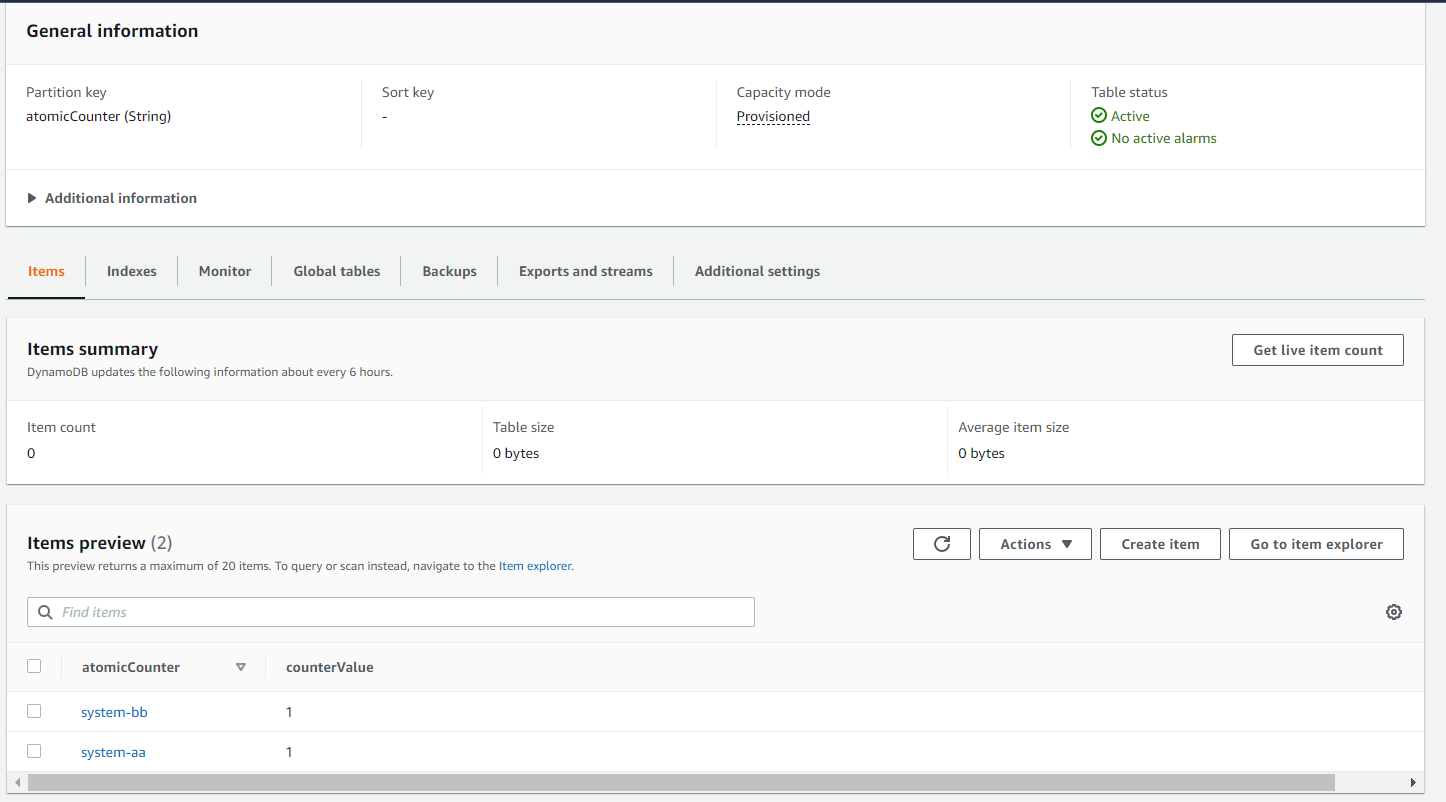 General information
Partition key
atomicCounter (String)
Sort key
-
Capacity mode
Provisioned
Table status
Active
No active alarms
Additional information
Items Indexes Monitor Global tables Backups Exports and streams Additional settings
Items summary
DynamoDB updates the following information about every 6 hours.
Get live item count
Item count
0
Table size
0 bytes
Average item size
0 bytes
Items preview (2)
This preview returns a maximum of 20 items. To query or scan instead, navigate to the Item explorer.
Actions
Create item
Go to item explorer
Find items
atomicCounter counterValue
system-bb 1
system-aa 1